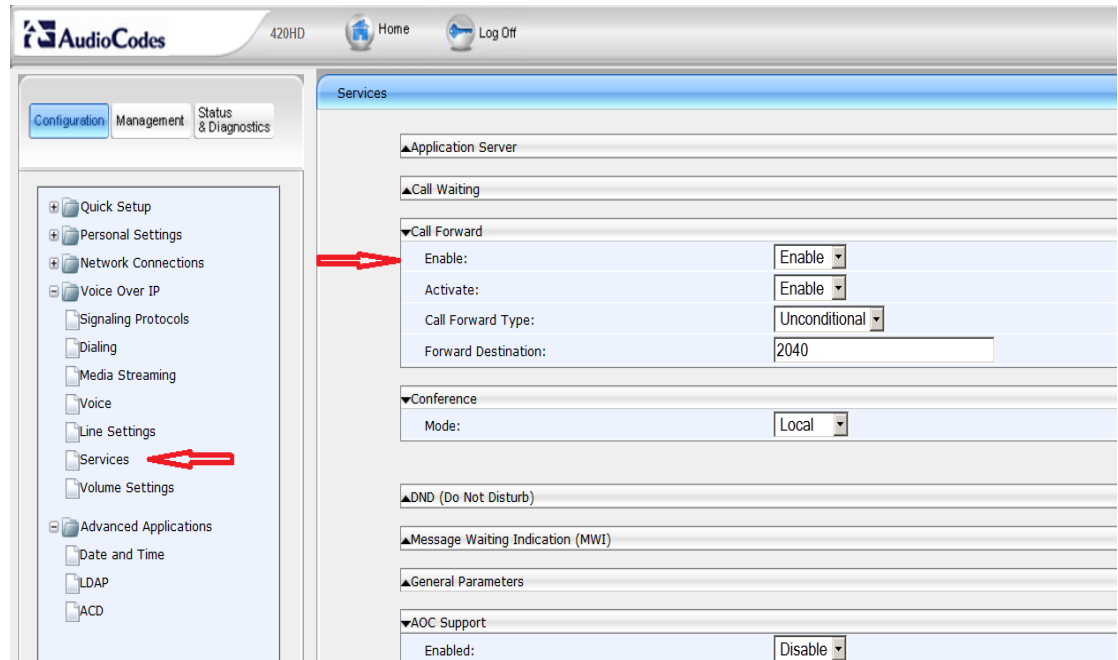 AudioCodes
420HD
Home
Log Off
Configuration
Management
Status
& Diagnostics
Quick Setup
Personal Settings
Network Connections
Voice Over IP
Signaling Protocols
Dialing
Media Streaming
Voice
Line Settings
Services
Volume Settings
Advanced Applications
Date and Time
LDAP
ACD
Services
Application Server
Call Waiting
Call Forward
Enable: Enable
Activate: Enable
Call Forward Type: Unconditional
Forward Destination: 2040
Conference
Mode: Local
DND (Do Not Disturb)
Message Waiting Indication (MWI)
General Parameters
AOC Support
Enabled: Disable